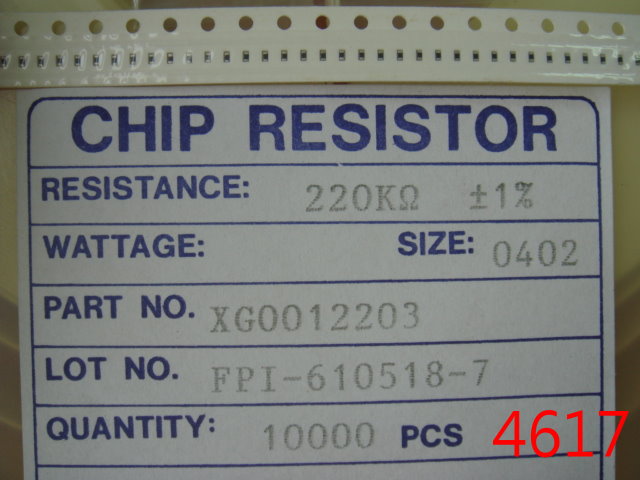 CHIP RESISTOR
RESISTANCE: 220KΩ ±1%
WATTAGE: SIZE: 0402
PART NO. XG0012203
LOT NO. FPI-610518-7
QUANTITY: 10000 PCS 4617